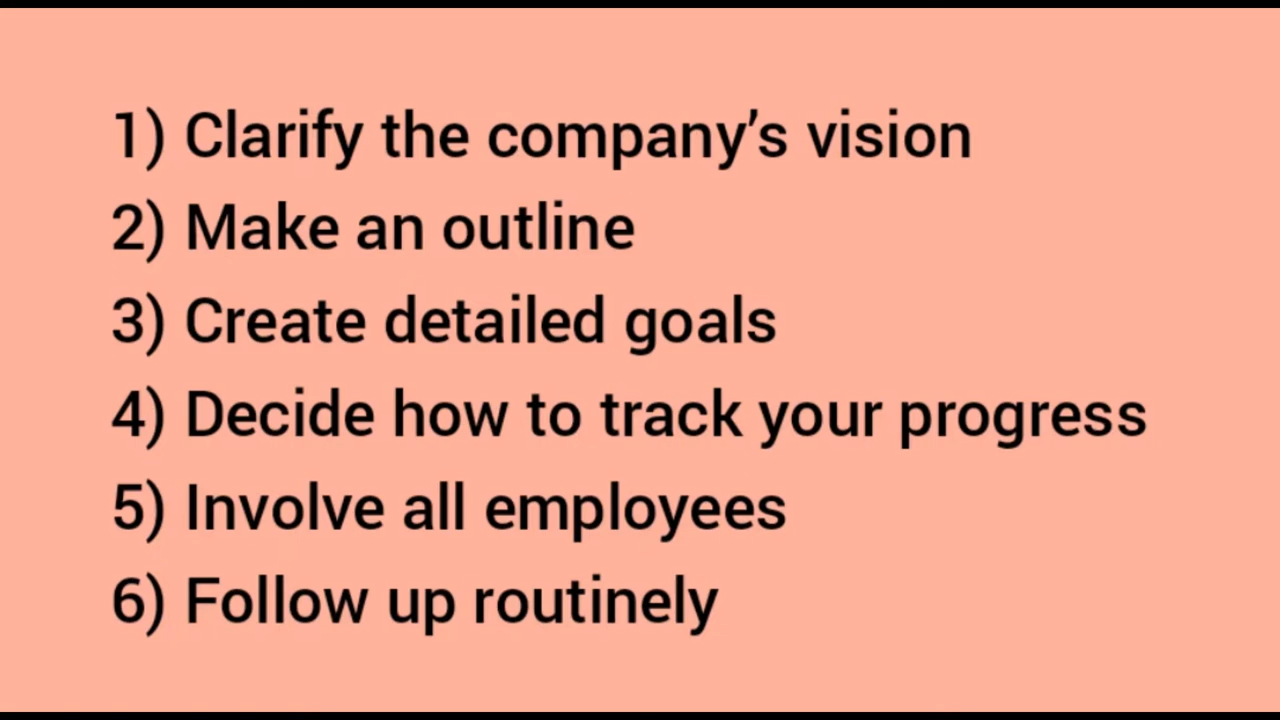 1) Clarify the company’s vision
2) Make an outline
3) Create detailed goals
4) Decide how to track your progress
5) Involve all employees
6) Follow up routinely